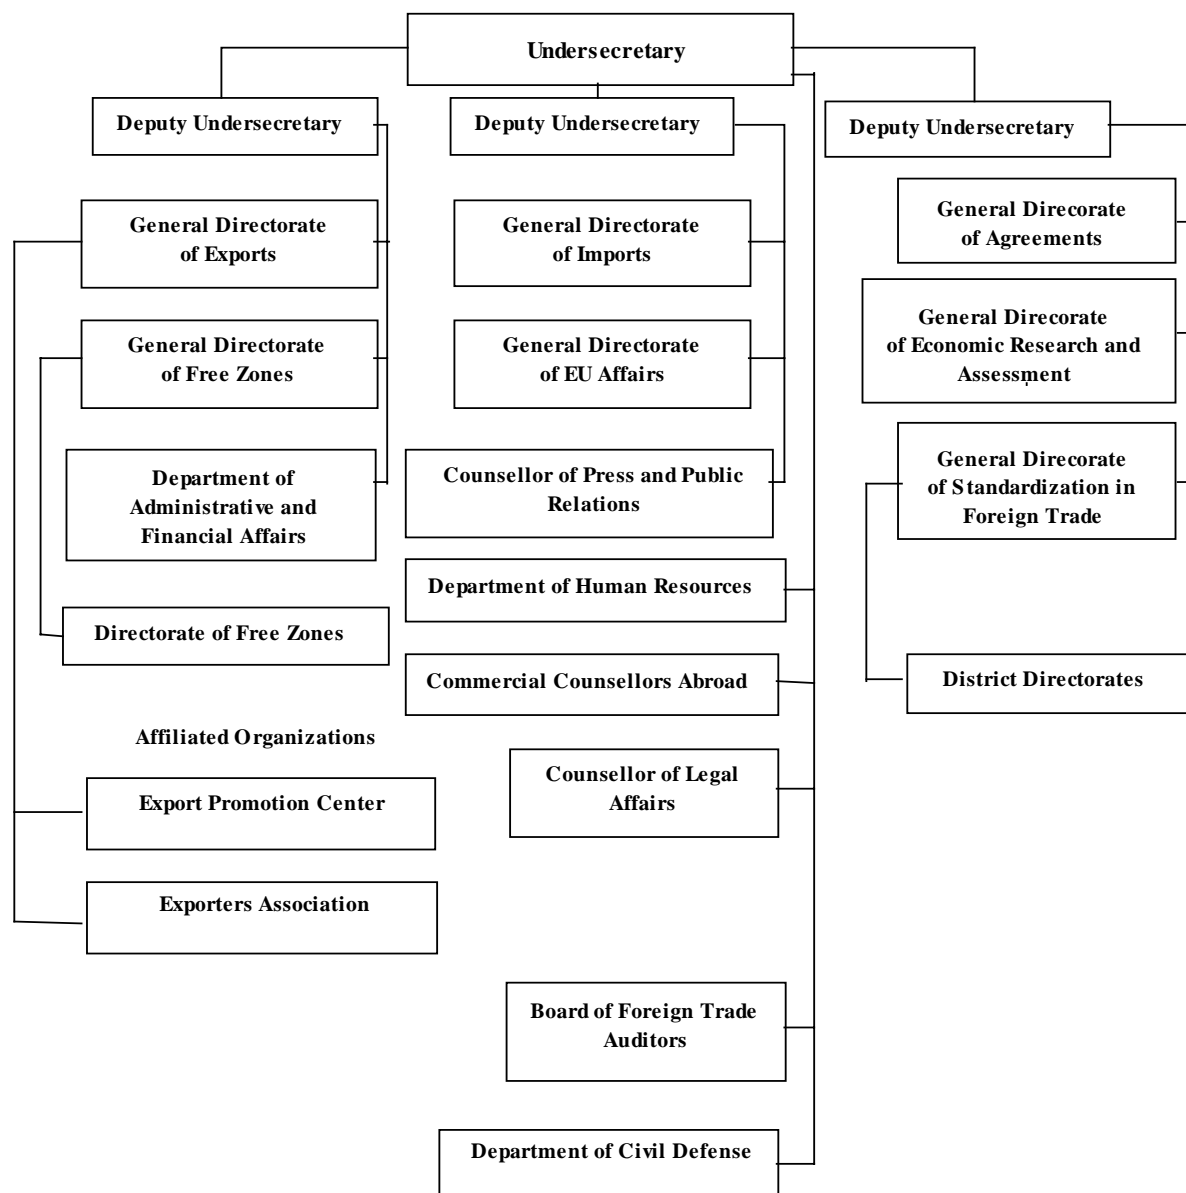 Undersecretary
Deputy Undersecretary
Deputy Undersecretary
Deputy Undersecretary
General Directorate
of Exports
General Directorate
of Imports
General Direcorate
of Agreements
General Directorate
of Free Zones
General Directorate
of EU Affairs
General Direcorate
of Economic Research and
Assessment
Department of
Administrative and
Financial Affairs
Counsellor of Press and Public
Relations
General Direcorate
of Standardization in
Foreign Trade
Department of Human Resources
Directorate of Free Zones
Commercial Counsellors Abroad
District Directorates
Affiliated Organizations
Export Promotion Center
Counsellor of Legal
Affairs
Exporters Association
Board of Foreign Trade
Auditors
Department of Civil Defense